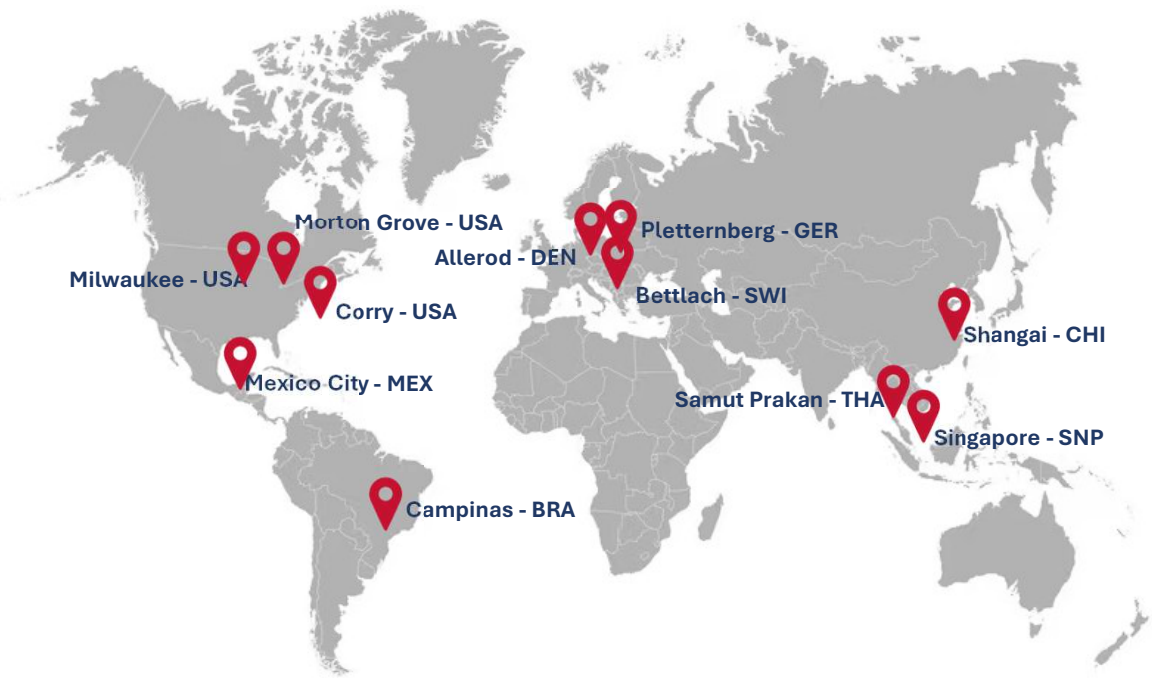 Morton Grove - USA
Pletternberg - GER
Allerod - DEN
Milwaukee - USA
Bettlach - SWI
Corry - USA
Shangai - CHI
Mexico City - MEX
Samut Prakan - THA
Singapore - SNP
Campinas - BRA